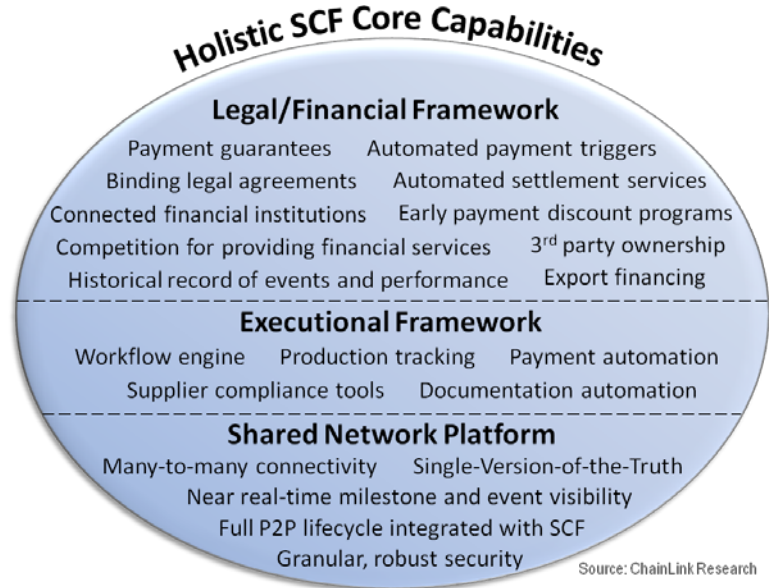 Holistic SCF Core Capabilities
Legal/Financial Framework
Payment guarantees Automated payment triggers
Binding legal agreements Automated settlement services
Connected financial institutions Early payment discount programs
Competition for providing financial services 3rd party ownership
Historical record of events and performance Export financing
Executional Framework
Workflow engine Production tracking Payment automation
Supplier compliance tools Documentation automation
Shared Network Platform
Many-to-many connectivity Single-Version-of-the-Truth
Near real-time milestone and event visibility
Full P2P lifecycle integrated with SCF
Granular, robust security
Source: ChainLink Research